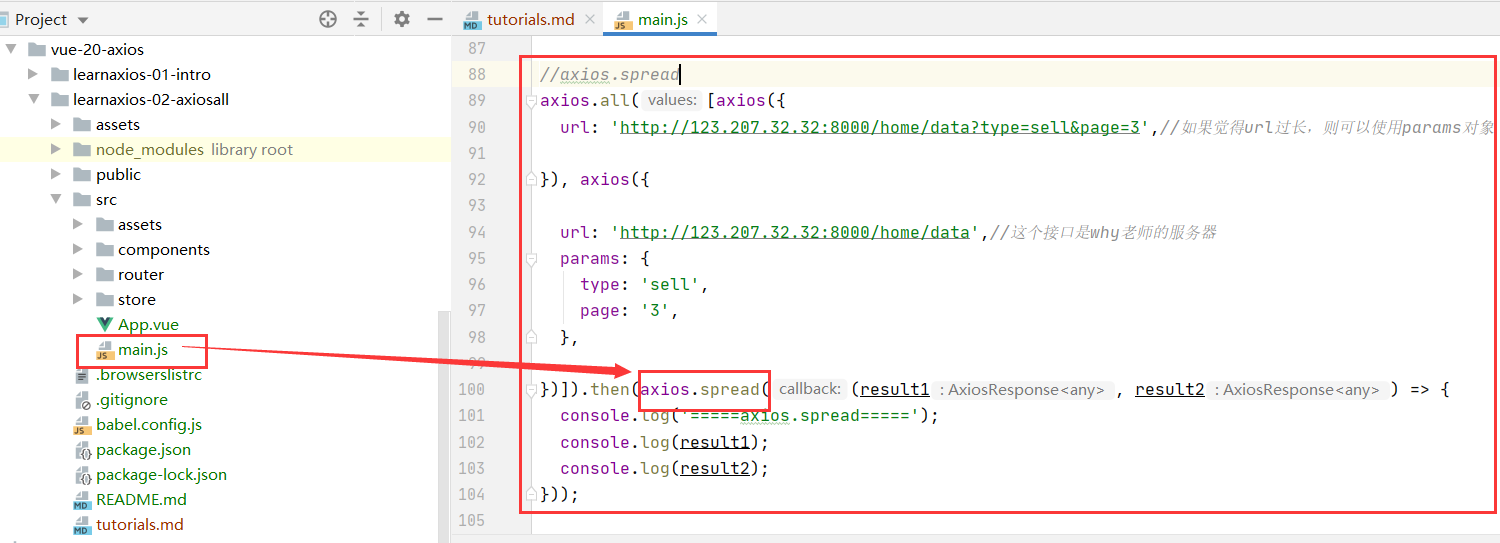 Project
tutorials.md
main.js
vue-20-axios
learnaxios-01-intro
learnaxios-02-axiosall
assets
node_modules library root
public
src
assets
components
router
store
App.vue
main.js
.browserslistrc
.gitignore
babel.config.js
package.json
package-lock.json
README.md
tutorials.md
87
88 //axios.spread
89 axios.all( values: [axios({
90 url: 'http://123.207.32.32:8000/home/data?type=sell&page=3',//如果觉得url过长，则可以使用params对象
91
92 }), axios({
93
94 url: 'http://123.207.32.32:8000/home/data',//这个接口是why老师的服务器
95 params: {
96 type: 'sell',
97 page: '3',
98 },
99
100 })]).then(axios.spread( callback: (result1 : AxiosResponse<any> , result2 : AxiosResponse<any> ) => {
101 console.log('=====axios.spread=====');
102 console.log(result1);
103 console.log(result2);
104 }));
105